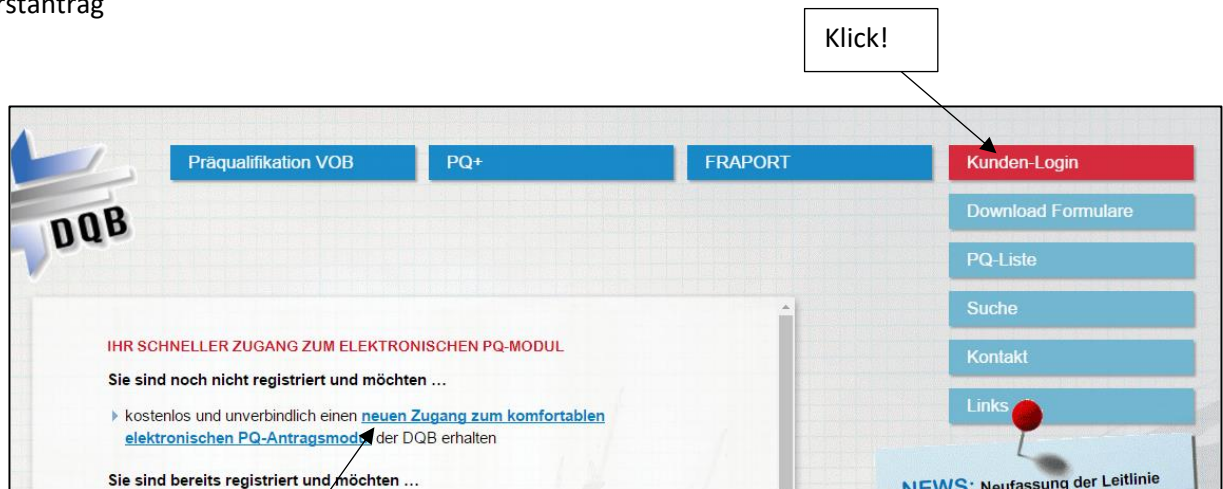 Klick!
DQB
Präqualifikation VOB
PQ+
FRAPORT
Kunden-Login
Download Formulare
PQ-Liste
Suche
Kontakt
Links
IHR SCHNELLER ZUGANG ZUM ELEKTRONISCHEN PQ-MODUL
Sie sind noch nicht registriert und möchten …
kostenlos und unverbindlich einen neuen Zugang zum komfortablen
elektronischen PQ-Antragsmodul der DQB erhalten
Sie sind bereits registriert und möchten …
NEWS: Neufassung der Leitlinie